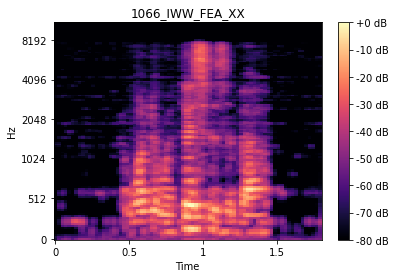 1066_IWW_FEA_XX
8192
4096
2048
1024
512
0
Hz
0
0.5
1
1.5
Time
+0 dB
-10 dB
-20 dB
-30 dB
-40 dB
-50 dB
-60 dB
-70 dB
-80 dB